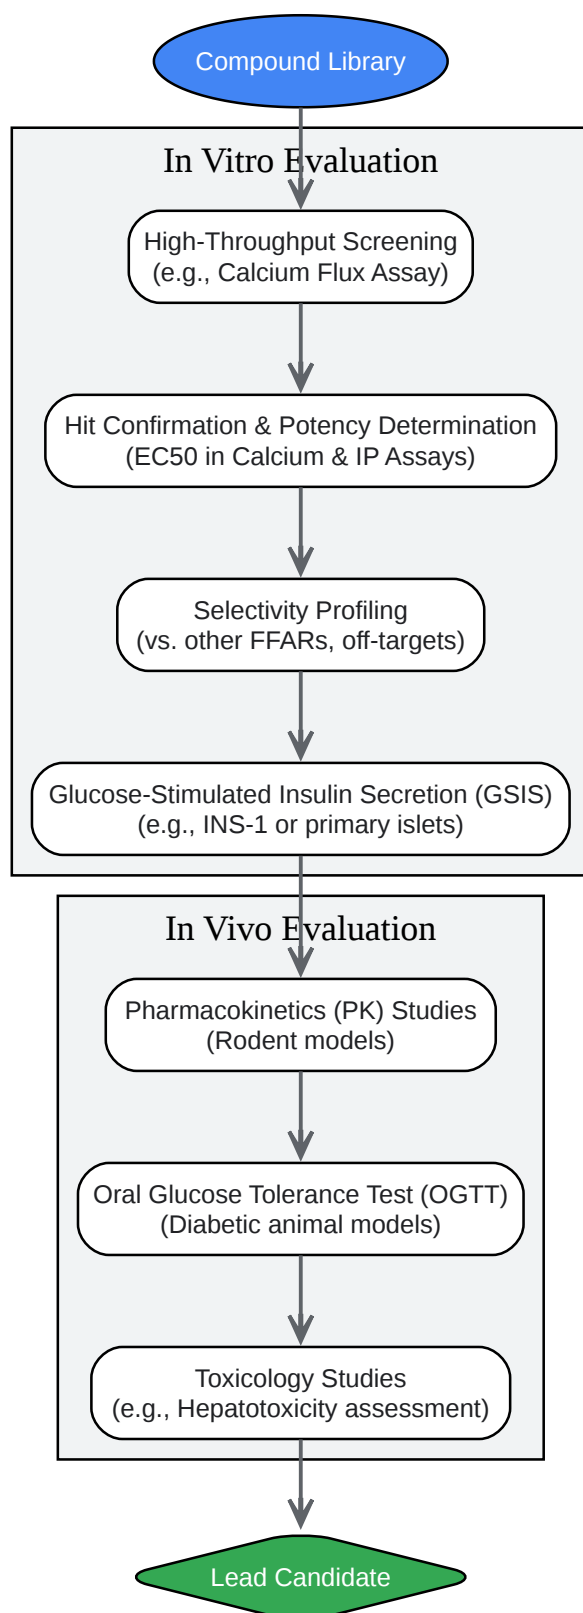 Compound Library
In Vitro Evaluation
High-Throughput Screening
(e.g., Calcium Flux Assay)
Hit Confirmation & Potency Determination
(EC50 in Calcium & IP Assays)
Selectivity Profiling
(vs. other FFARs, off-targets)
Glucose-Stimulated Insulin Secretion (GSIS)
(e.g., INS-1 or primary islets)
In Vivo Evaluation
Pharmacokinetics (PK) Studies
(Rodent models)
Oral Glucose Tolerance Test (OGTT)
(Diabetic animal models)
Toxicology Studies
(e.g., Hepatotoxicity assessment)
Lead Candidate